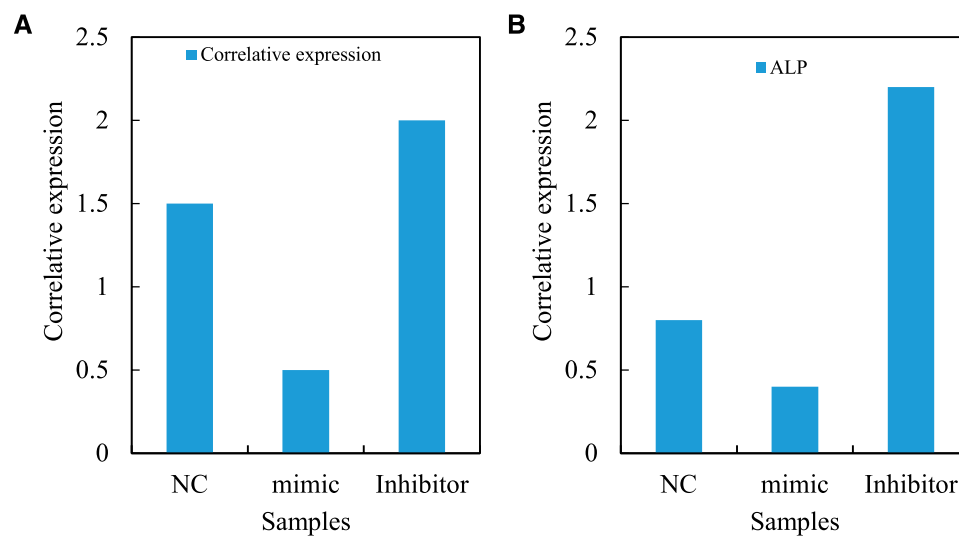 A
Correlative expression
Correlative expression
2.5
2
1.5
1
0.5
0
NC mimic Inhibitor
Samples
B
ALP
Correlative expression
2.5
2
1.5
1
0.5
0
NC mimic Inhibitor
Samples